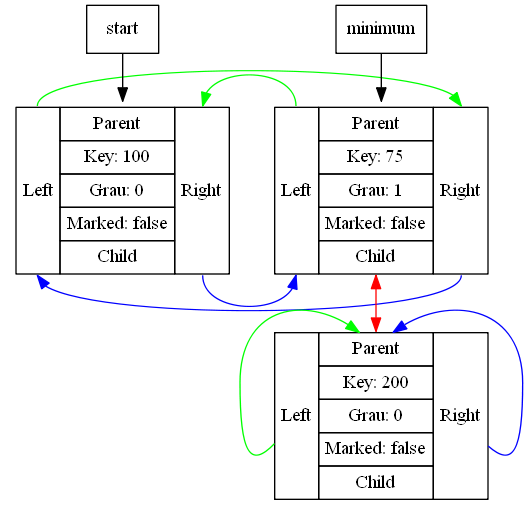 start
minimum
Left
Parent
Key: 100
Grau: 0
Marked: false
Child
Right
Left
Parent
Key: 75
Grau: 1
Marked: false
Child
Right
Left
Parent
Key: 200
Grau: 0
Marked: false
Child
Right